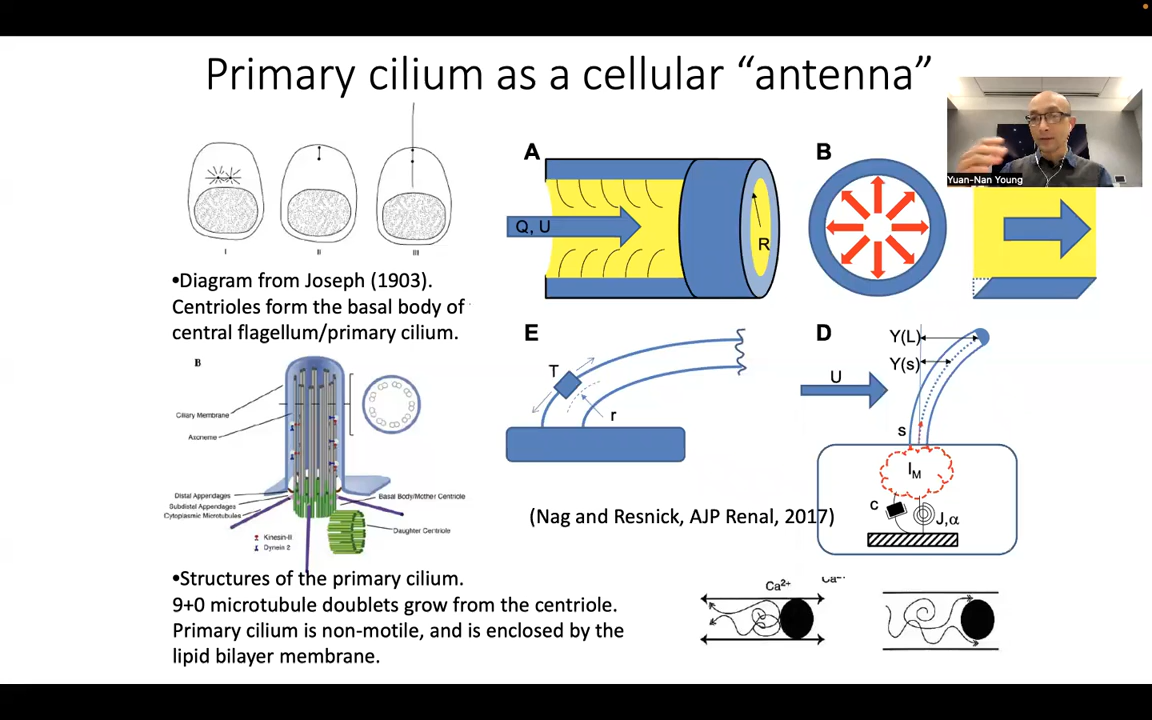 Primary cilium as a cellular “antenna”
Yuan-Nan Young
I
II
III
•Diagram from Joseph (1903).
Centrioles form the basal body of
central flagellum/primary cilium.
B
Ciliary Membrane
Axoneme
Distal Appendages
Subdistal Appendages
Cytoplasmic Microtubules
Basal Body/Mother Centriole
Daughter Centriole
Kinesin-II
Dynein 2
•Structures of the primary cilium.
9+0 microtubule doublets grow from the centriole.
Primary cilium is non-motile, and is enclosed by the
lipid bilayer membrane.
A
Q, U
R
B
E
T
r
D
U
Y(L)
Y(s)
s
I_M
c
J,α
(Nag and Resnick, AJP Renal, 2017)
Ca²⁺